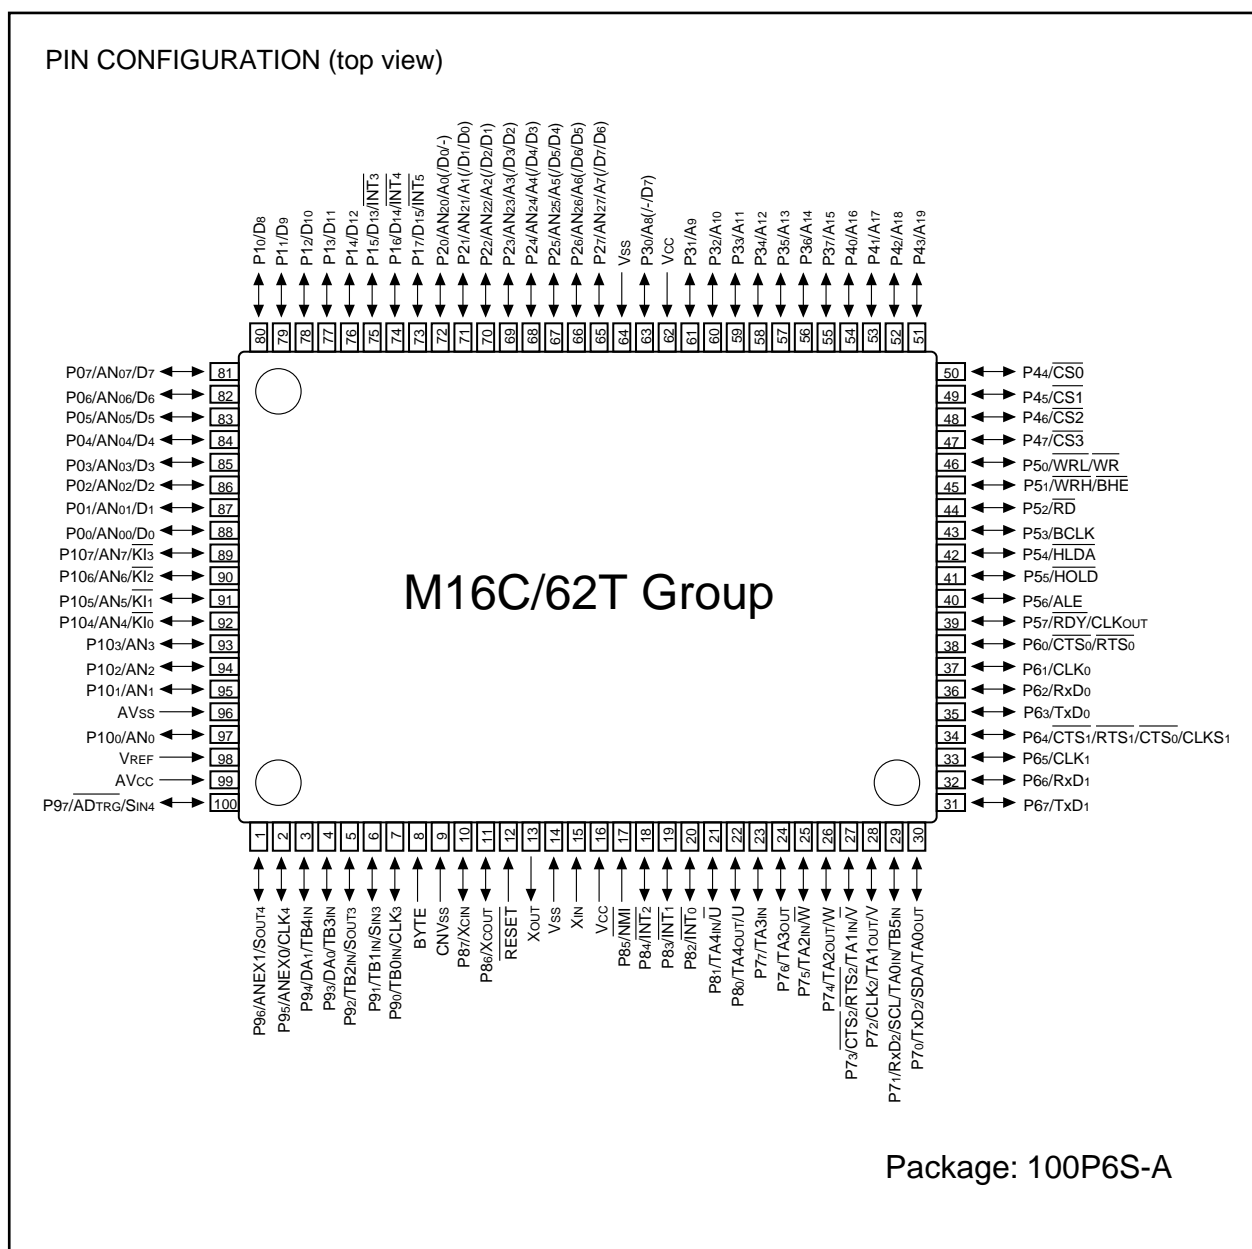 PIN CONFIGURATION (top view)
P10/D8
P11/D9
P12/D10
P13/D11
P14/D12
P15/D13/INT3
P16/D14/INT4
P17/D15/INT5
P20/AN20/A0(/D0/-)
P21/AN21/A1(/D1/D0)
P22/AN22/A2(/D2/D1)
P23/AN23/A3(/D3/D2)
P24/AN24/A4(/D4/D3)
P25/AN25/A5(/D5/D4)
P26/AN26/A6(/D6/D5)
P27/AN27/A7(/D7/D6)
Vss
P30/A8(/-/D7)
Vcc
P31/A9
P32/A10
P33/A11
P34/A12
P35/A13
P36/A14
P37/A15
P40/A16
P41/A17
P42/A18
P43/A19
80 79 78 77 76 75 74 73 72 71 70 69 68 67 66 65 64 63 62 61 60 59 58 57 56 55 54 53 52 51
P07/AN07/D7 81
P06/AN06/D6 82
P05/AN05/D5 83
P04/AN04/D4 84
P03/AN03/D3 85
P02/AN02/D2 86
P01/AN01/D1 87
P00/AN00/D0 88
P107/AN7/KI3 89
P106/AN6/KI2 90
P105/AN5/KI1 91
P104/AN4/KI0 92
P103/AN3 93
P102/AN2 94
P101/AN1 95
AVss 96
P100/AN0 97
VREF 98
AVcc 99
P97/ADTRG/SIN4 100
M16C/62T Group
50 P44/CS0
49 P45/CS1
48 P46/CS2
47 P47/CS3
46 P50/WRL/WR
45 P51/WRH/BHE
44 P52/RD
43 P53/BCLK
42 P54/HLDA
41 P55/HOLD
40 P56/ALE
39 P57/RDY/CLKOUT
38 P60/CTS0/RTS0
37 P61/CLK0
36 P62/RxD0
35 P63/TxD0
34 P64/CTS1/RTS1/CTS0/CLKS1
33 P65/CLK1
32 P66/RxD1
31 P67/TxD1
1 2 3 4 5 6 7 8 9 10 11 12 13 14 15 16 17 18 19 20 21 22 23 24 25 26 27 28 29 30
P96/ANEX1/SOUT4
P95/ANEX0/CLK4
P94/DA1/TB4IN
P93/DA0/TB3IN
P92/TB2IN/SOUT3
P91/TB1IN/SIN3
P90/TB0IN/CLK3
BYTE
CNVss
P87/XCIN
P86/XCOUT
RESET
XOUT
Vss
XIN
Vcc
P85/NMI
P84/INT2
P83/INT1
P82/INT0
P81/TA4IN/U
P80/TA4OUT/U
P77/TA3IN
P76/TA3OUT
P75/TA2IN/W
P74/TA2OUT/W
P73/CTS2/RTS2/TA1IN/V
P72/CLK2/TA1OUT/V
P71/RxD2/SCL/TA0IN/TB5IN
P70/TxD2/SDA/TA0OUT
Package: 100P6S-A